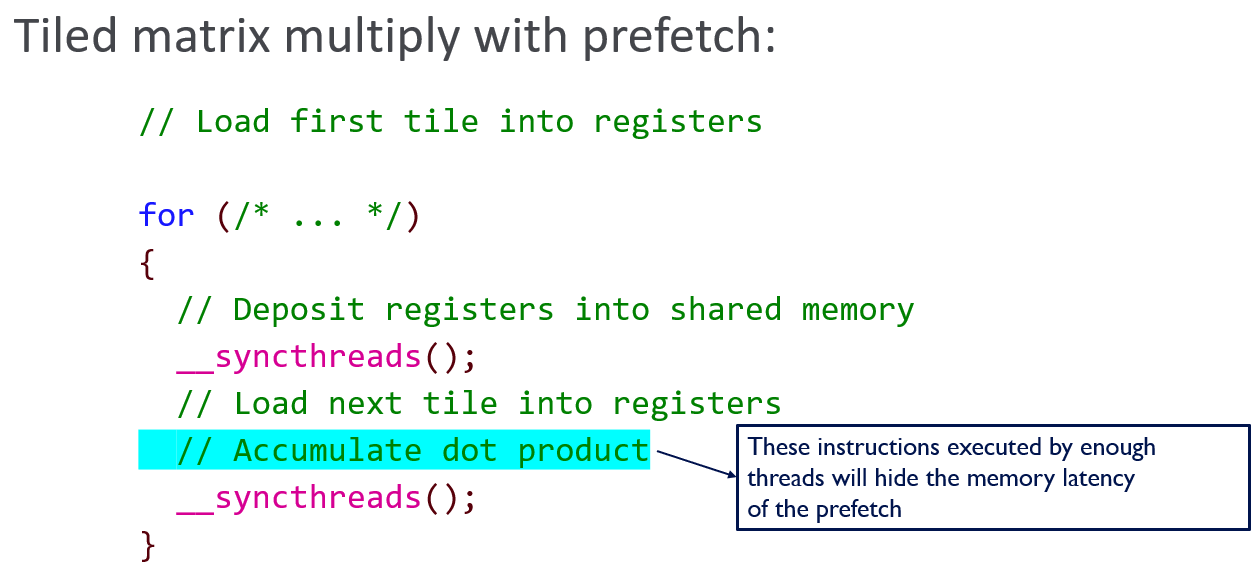 Tiled matrix multiply with prefetch:
// Load first tile into registers
for (/* ... */)
{
// Deposit registers into shared memory
__syncthreads();
// Load next tile into registers
// Accumulate dot product
__syncthreads();
}
These instructions executed by enough
threads will hide the memory latency
of the prefetch